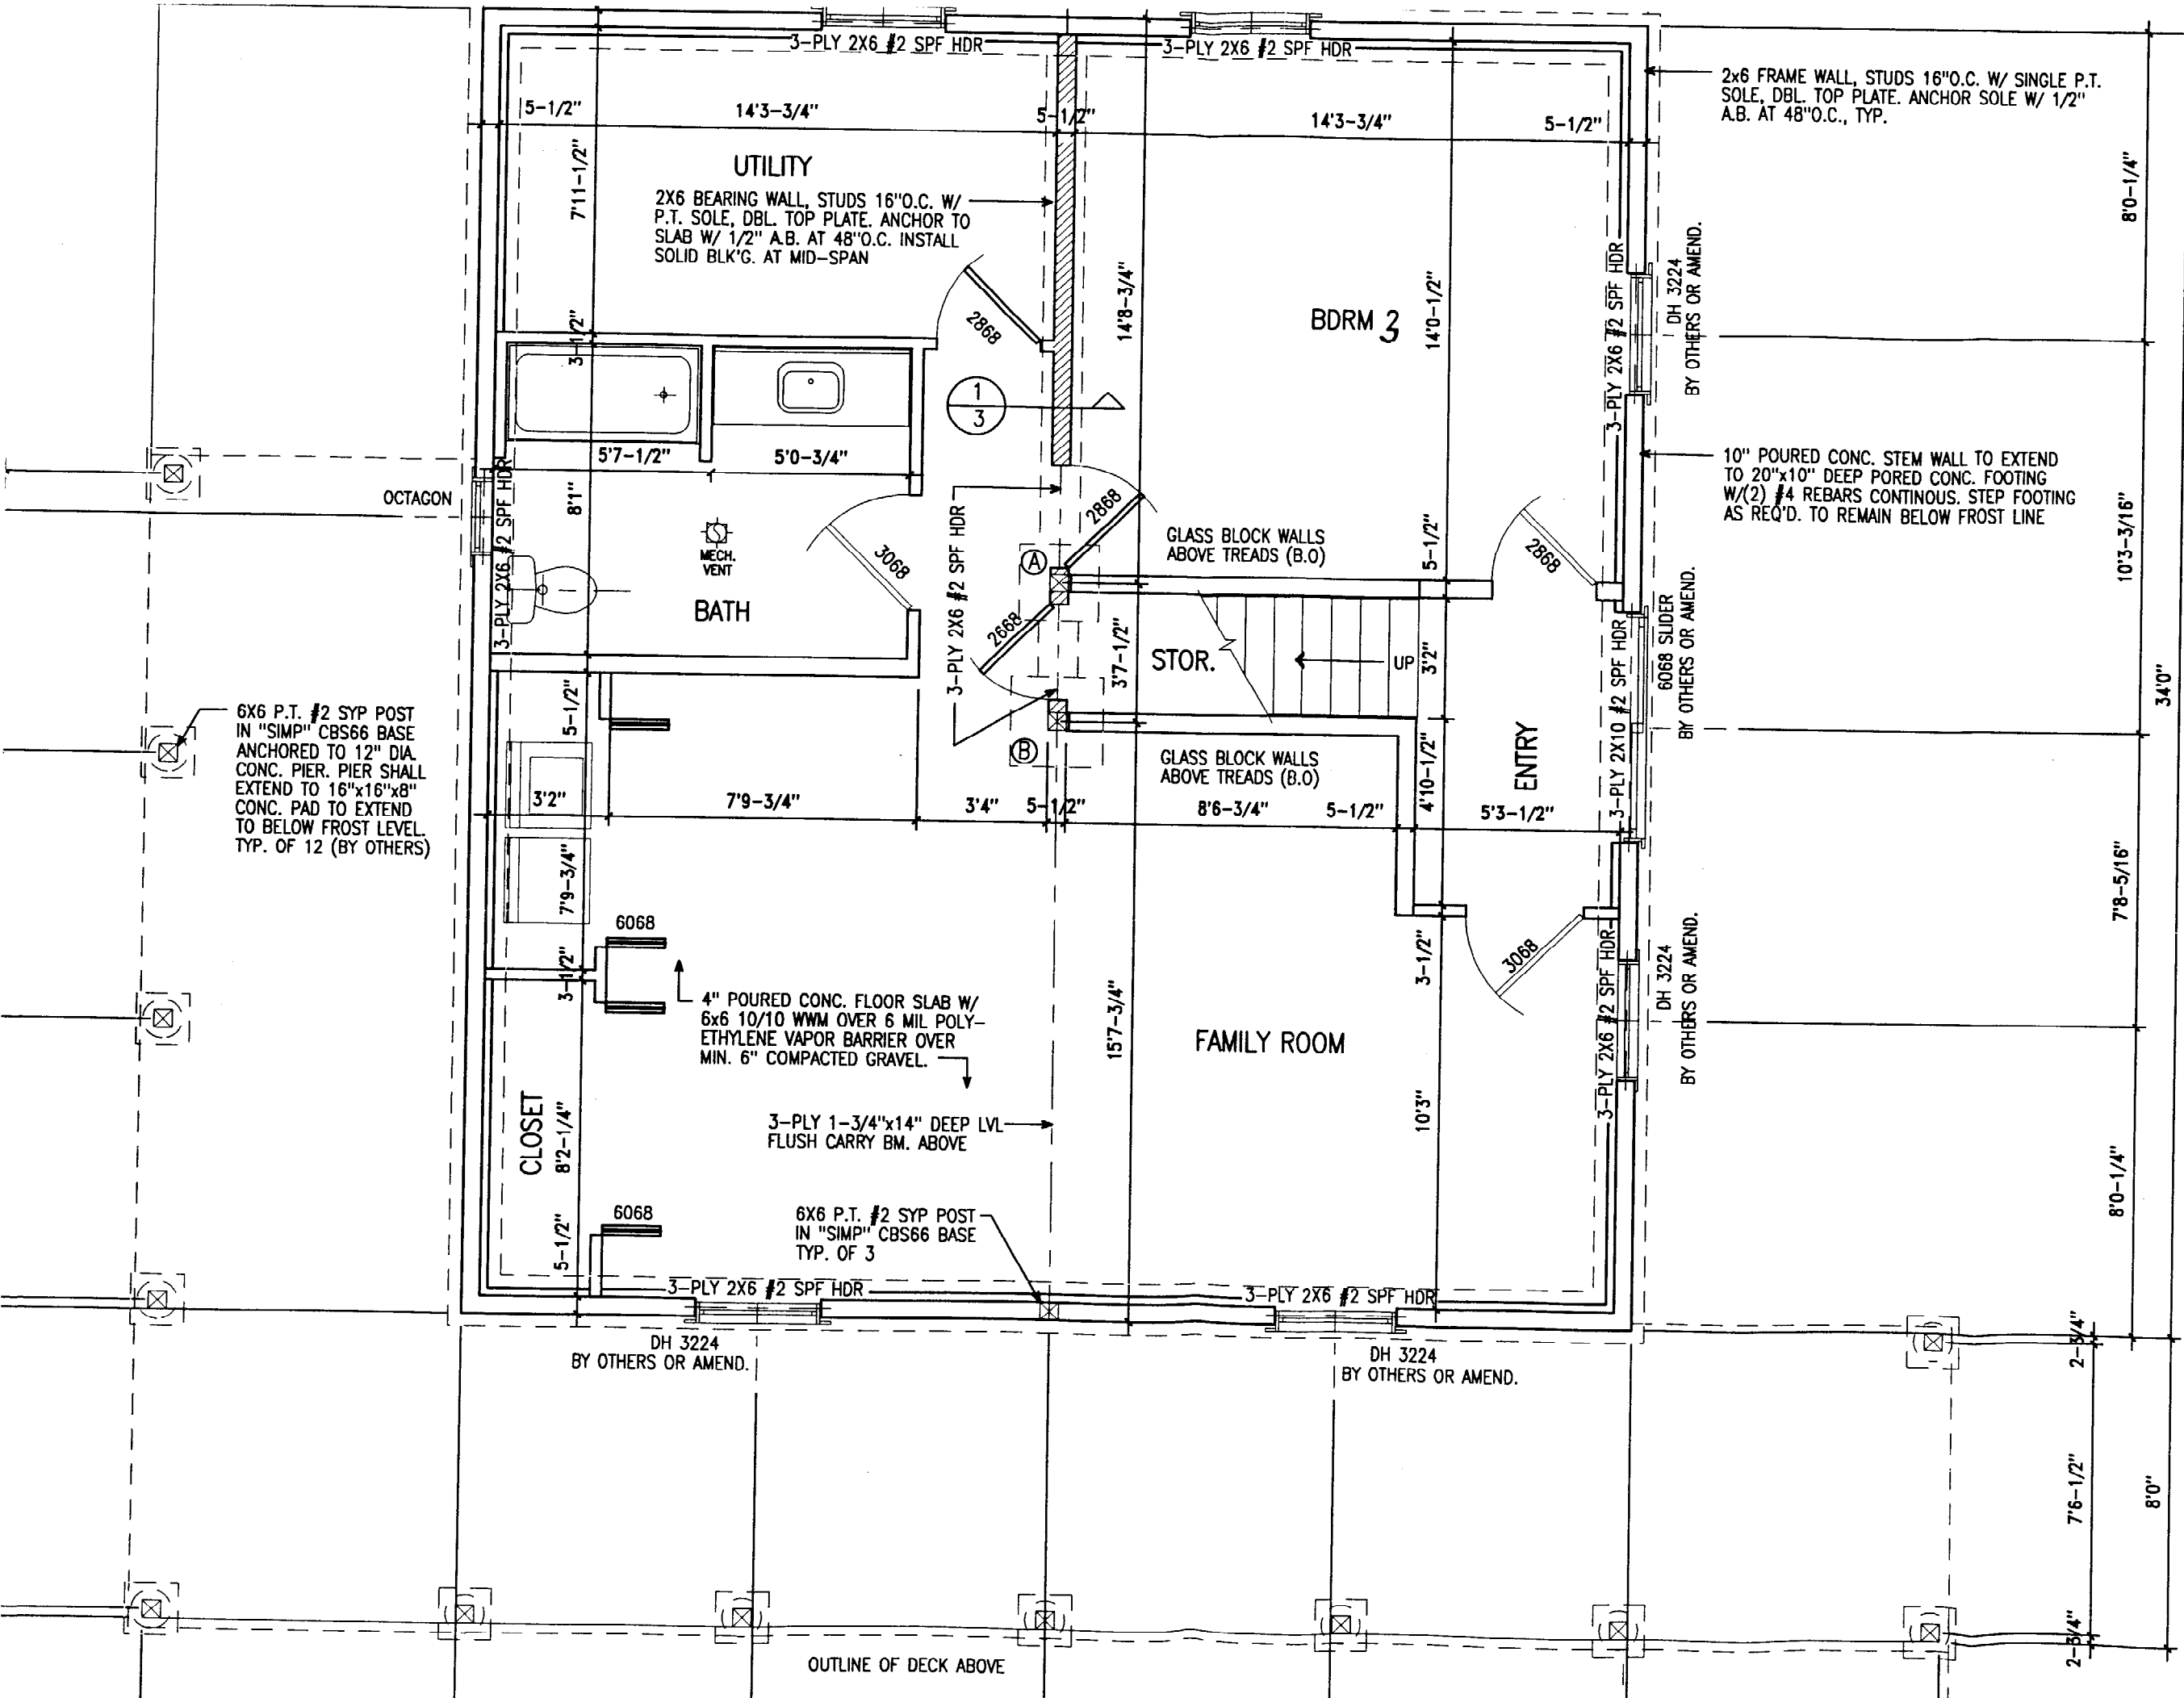 3-PLY 2X6 #2 SPF HDR
3-PLY 2X6 #2 SPF HDR
2x6 FRAME WALL, STUDS 16"O.C. W/ SINGLE P.T.
SOLE, DBL. TOP PLATE. ANCHOR SOLE W/ 1/2"
A.B. AT 48"O.C., TYP.
5-1/2"
14'3-3/4"
5-1/2"
14'3-3/4"
5-1/2"
UTILITY
2X6 BEARING WALL, STUDS 16"O.C. W/
P.T. SOLE, DBL. TOP PLATE. ANCHOR TO
SLAB W/ 1/2" A.B. AT 48"O.C. INSTALL
SOLID BLK'G. AT MID-SPAN
7'11-1/2"
8'0-1/4"
3-1/2"
2868
14'8-3/4"
BDRM 3
14'0-1/2"
3-PLY 2X6 #2 SPF HDR
DH 3224
BY OTHERS OR AMEND.
1
3
5'7-1/2"
5'0-3/4"
OCTAGON
3-PLY 2X6 #2 SPF HDR
8'1"
MECH.
VENT
3068
BATH
3-PLY 2X6 #2 SPF HDR
2868
A
GLASS BLOCK WALLS
ABOVE TREADS (B.O)
5-1/2"
2868
10" POURED CONC. STEM WALL TO EXTEND
TO 20"x10" DEEP PORED CONC. FOOTING
W/(2) #4 REBARS CONTINOUS. STEP FOOTING
AS REQ'D. TO REMAIN BELOW FROST LINE
10'3-3/16"
2668
3'7-1/2"
STOR.
UP
3'2"
6068 SLIDER
BY OTHERS OR AMEND.
3-PLY 2X10 #2 SPF HDR
34'0"
6X6 P.T. #2 SYP POST
IN "SIMP" CBS66 BASE
ANCHORED TO 12" DIA.
CONC. PIER. PIER SHALL
EXTEND TO 16"x16"x8"
CONC. PAD TO EXTEND
TO BELOW FROST LEVEL.
TYP. OF 12 (BY OTHERS)
5-1/2"
B
GLASS BLOCK WALLS
ABOVE TREADS (B.O)
4'10-1/2"
ENTRY
3'2"
7'9-3/4"
3'4"
5-1/2"
8'6-3/4"
5-1/2"
5'3-1/2"
7'9-3/4"
6068
3-1/2"
3-1/2"
3068
3-PLY 2X6 #2 SPF HDR
DH 3224
BY OTHERS OR AMEND.
7'8-5/16"
4" POURED CONC. FLOOR SLAB W/
6x6 10/10 WWM OVER 6 MIL POLY-
ETHYLENE VAPOR BARRIER OVER
MIN. 6" COMPACTED GRAVEL.
15'7-3/4"
FAMILY ROOM
CLOSET
8'2-1/4"
3-PLY 1-3/4"x14" DEEP LVL
FLUSH CARRY BM. ABOVE
10'3"
8'0-1/4"
5-1/2"
6068
6X6 P.T. #2 SYP POST
IN "SIMP" CBS66 BASE
TYP. OF 3
3-PLY 2X6 #2 SPF HDR
3-PLY 2X6 #2 SPF HDR
DH 3224
BY OTHERS OR AMEND.
DH 3224
BY OTHERS OR AMEND.
2-3/4"
7'6-1/2"
8'0"
2-3/4"
OUTLINE OF DECK ABOVE